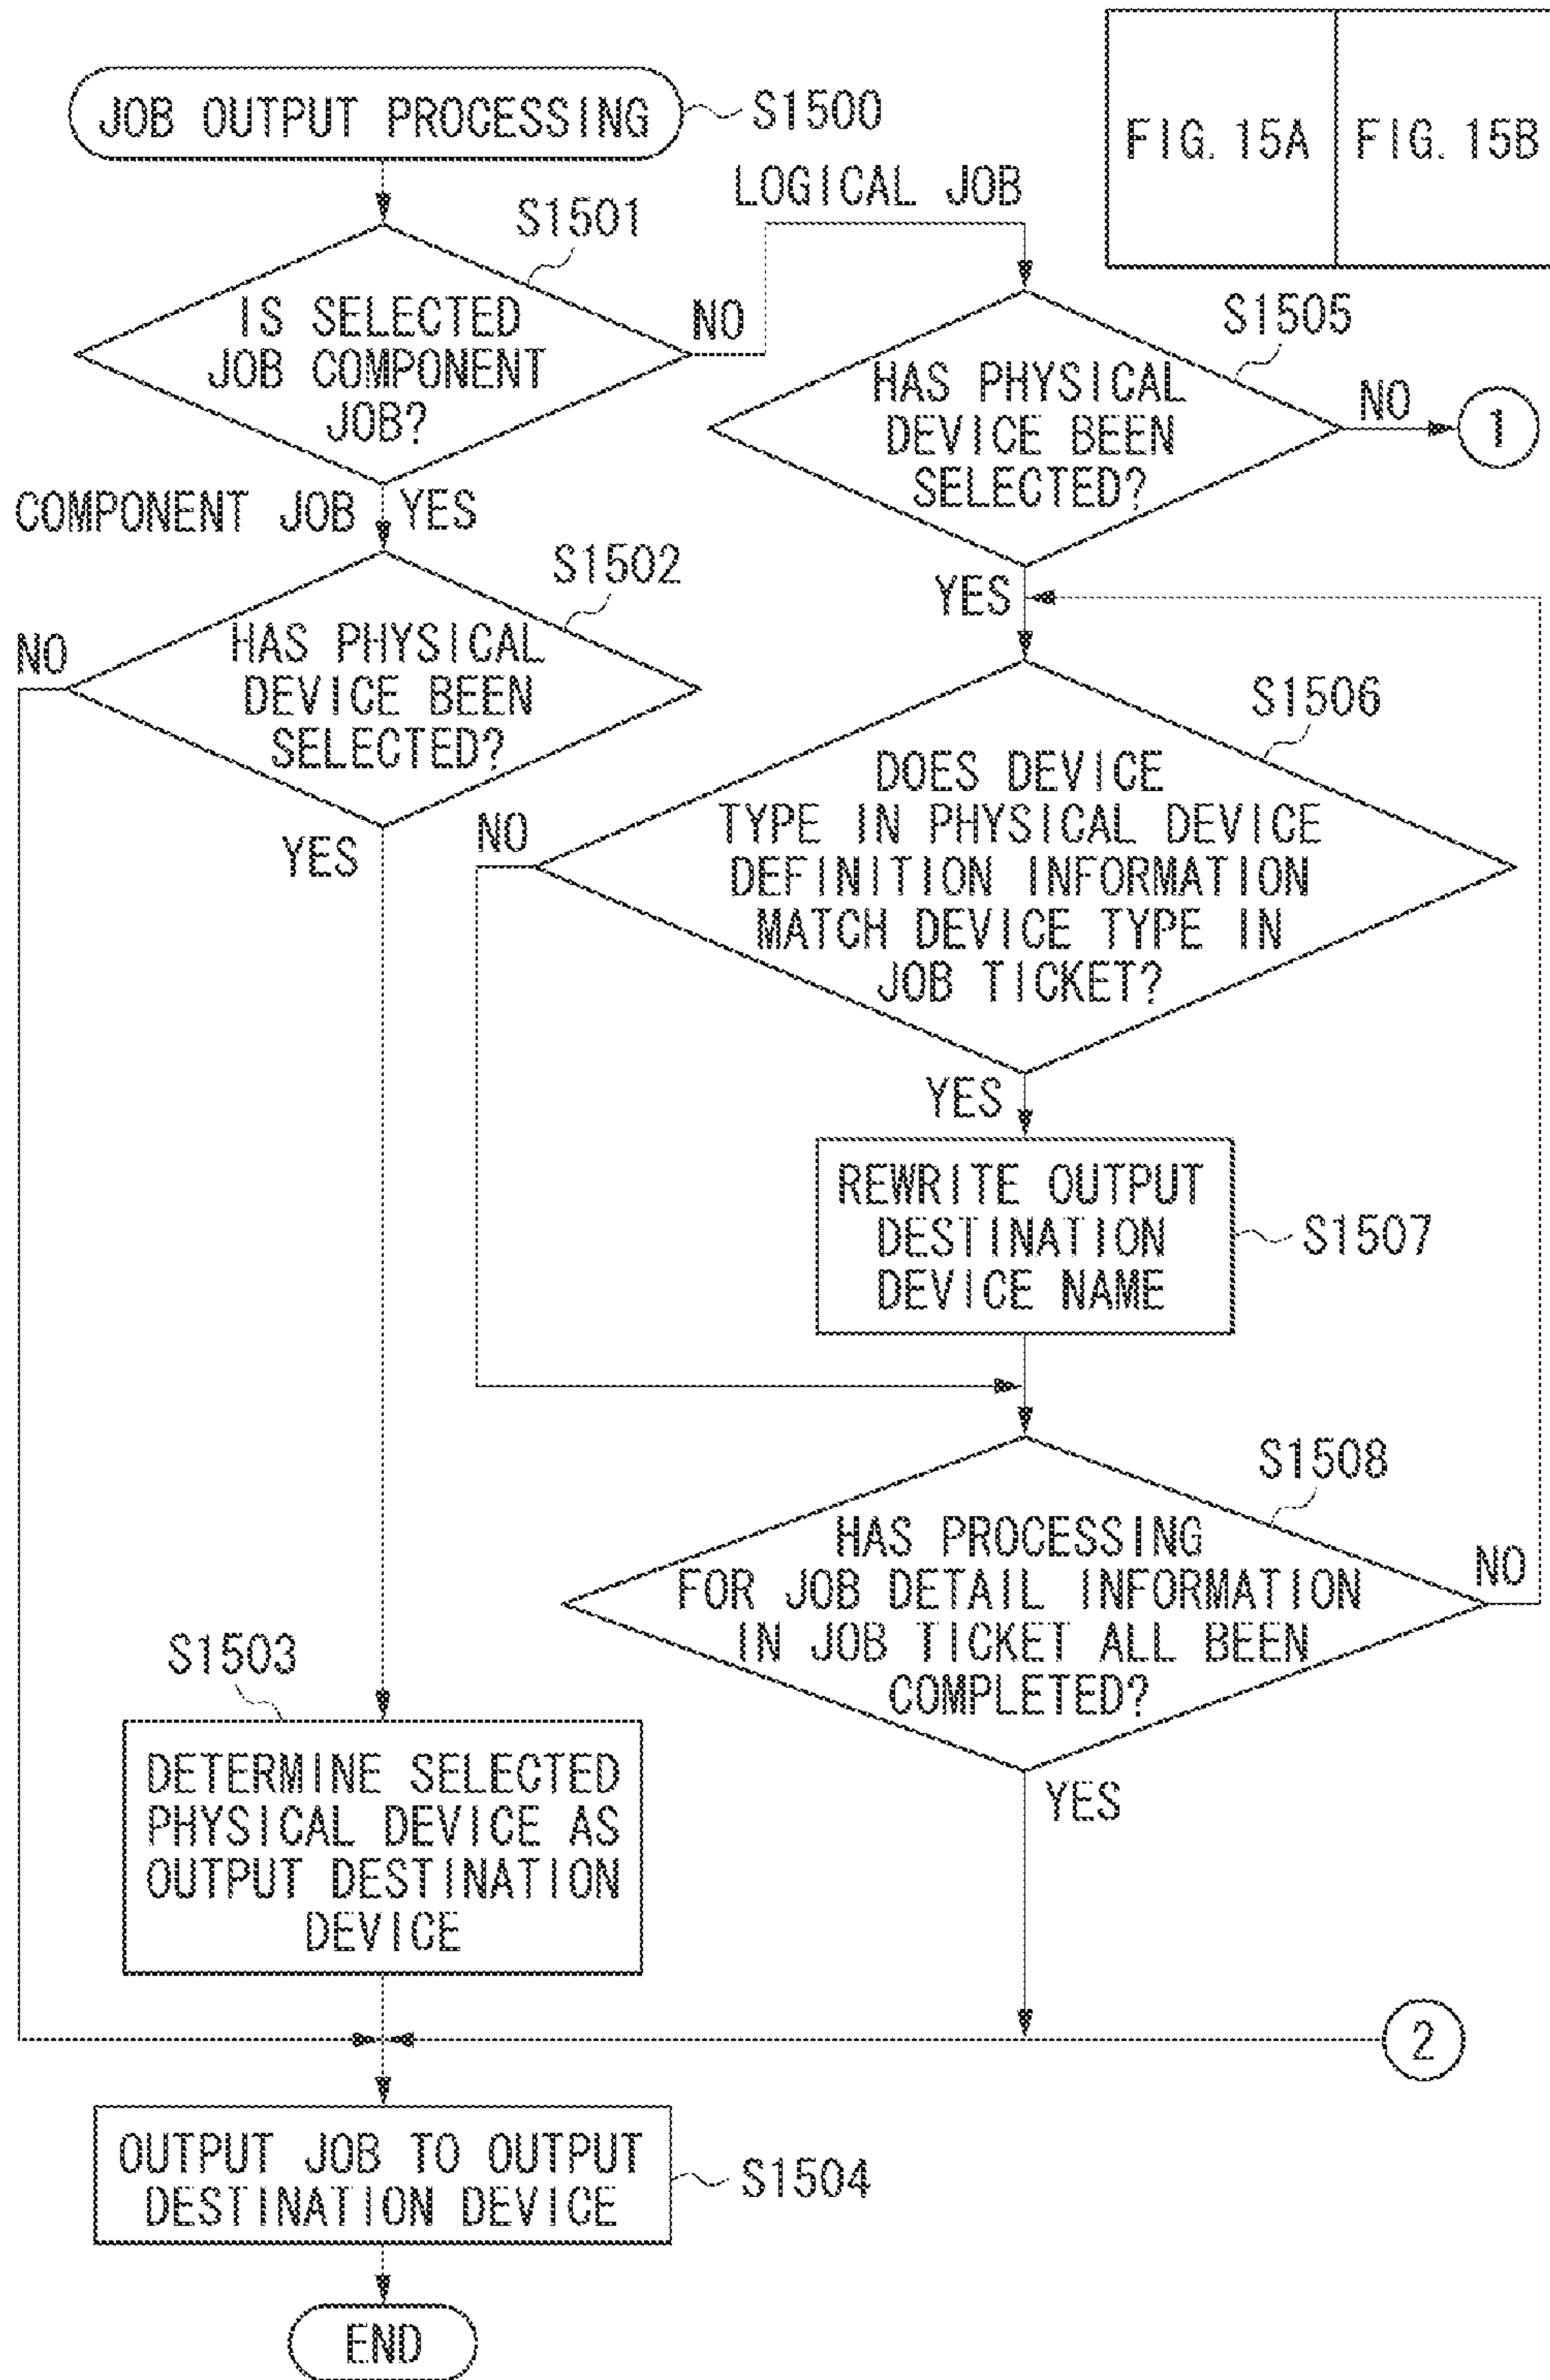 FIG. 15A
FIG. 15B
JOB OUTPUT PROCESSING
S1500
S1501
IS SELECTED
JOB COMPONENT
JOB?
NO
LOGICAL JOB
COMPONENT JOB
YES
S1502
HAS PHYSICAL
DEVICE BEEN
SELECTED?
NO
YES
S1503
DETERMINE SELECTED
PHYSICAL DEVICE AS
OUTPUT DESTINATION
DEVICE
S1505
HAS PHYSICAL
DEVICE BEEN
SELECTED?
NO
1
YES
S1506
DOES DEVICE
TYPE IN PHYSICAL DEVICE
DEFINITION INFORMATION
MATCH DEVICE TYPE IN
JOB TICKET?
NO
YES
REWRITE OUTPUT
DESTINATION
DEVICE NAME
S1507
S1508
HAS PROCESSING
FOR JOB DETAIL INFORMATION
IN JOB TICKET ALL BEEN
COMPLETED?
NO
YES
2
OUTPUT JOB TO OUTPUT
DESTINATION DEVICE
S1504
END